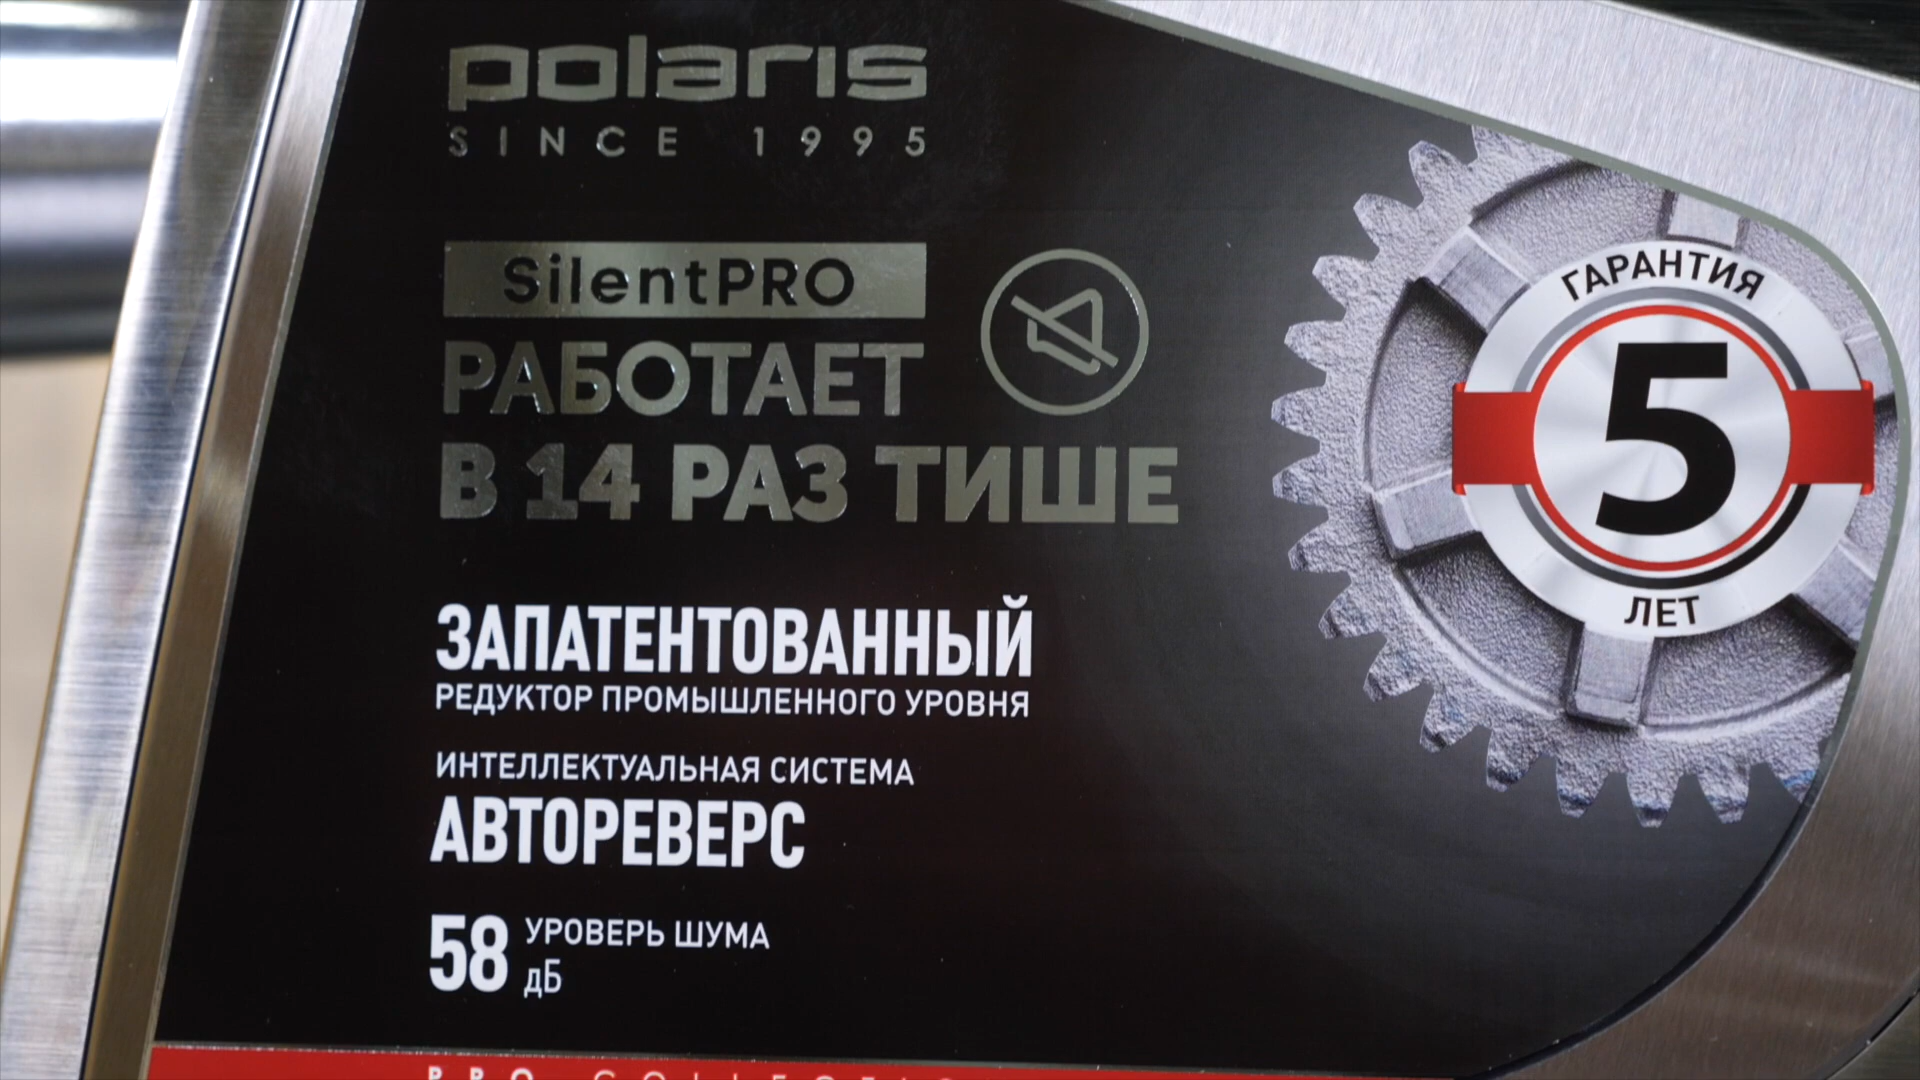 polaris
SINCE 1995
SilentPRO
РАБОТАЕТ
В 14 РАЗ ТИШЕ
ГАРАНТИЯ
5
ЛЕТ
ЗАПАТЕНТОВАННЫЙ
РЕДУКТОР ПРОМЫШЛЕННОГО УРОВНЯ
ИНТЕЛЛЕКТУАЛЬНАЯ СИСТЕМА
АВТОРЕВЕРС
58 УРОВЕРЬ ШУМА
дБ
PRO